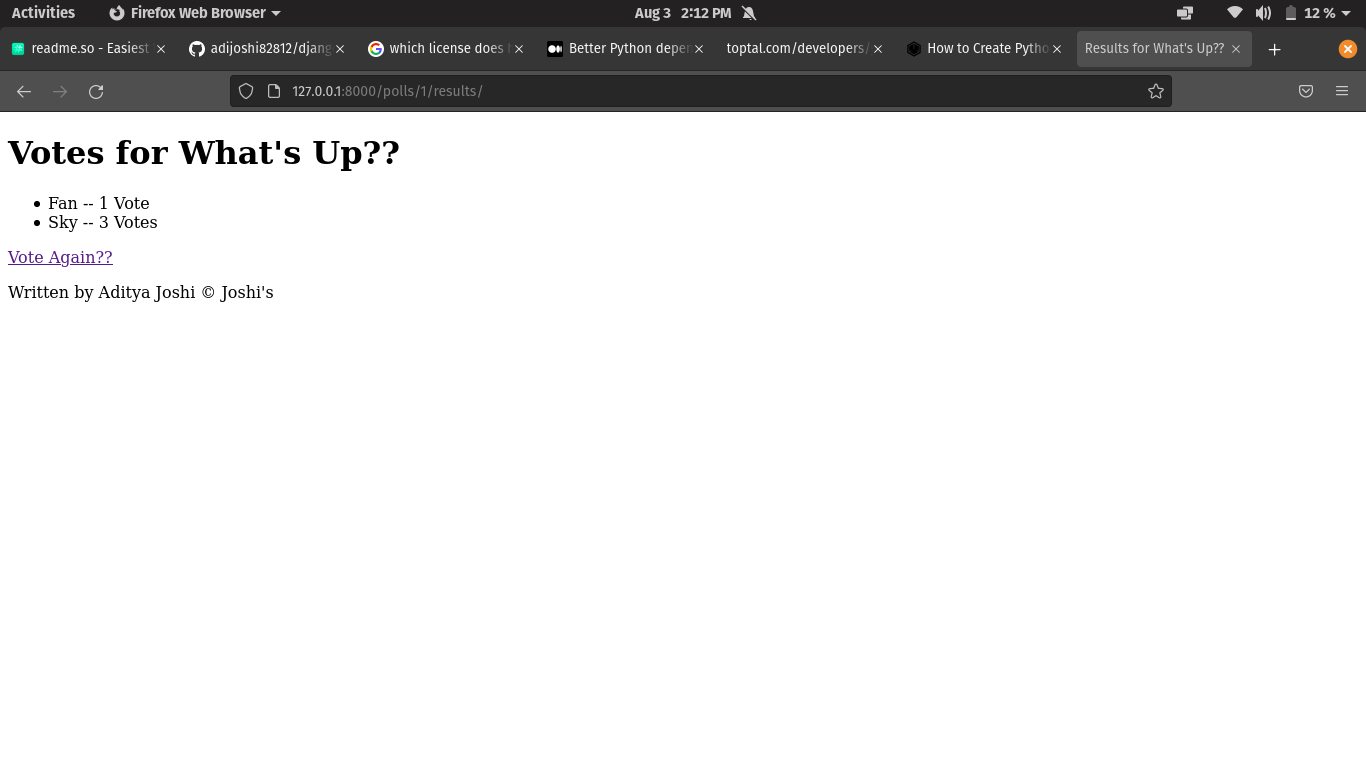 Activities Firefox Web Browser Aug 3 2:12 PM 12 %
readme.so - Easiest adijoshi82812/djang which license does Better Python depen toptal.com/developers/ How to Create Pytho Results for What's Up??
127.0.0.1:8000/polls/1/results/
Votes for What's Up??
• Fan -- 1 Vote
• Sky -- 3 Votes
Vote Again??
Written by Aditya Joshi © Joshi's